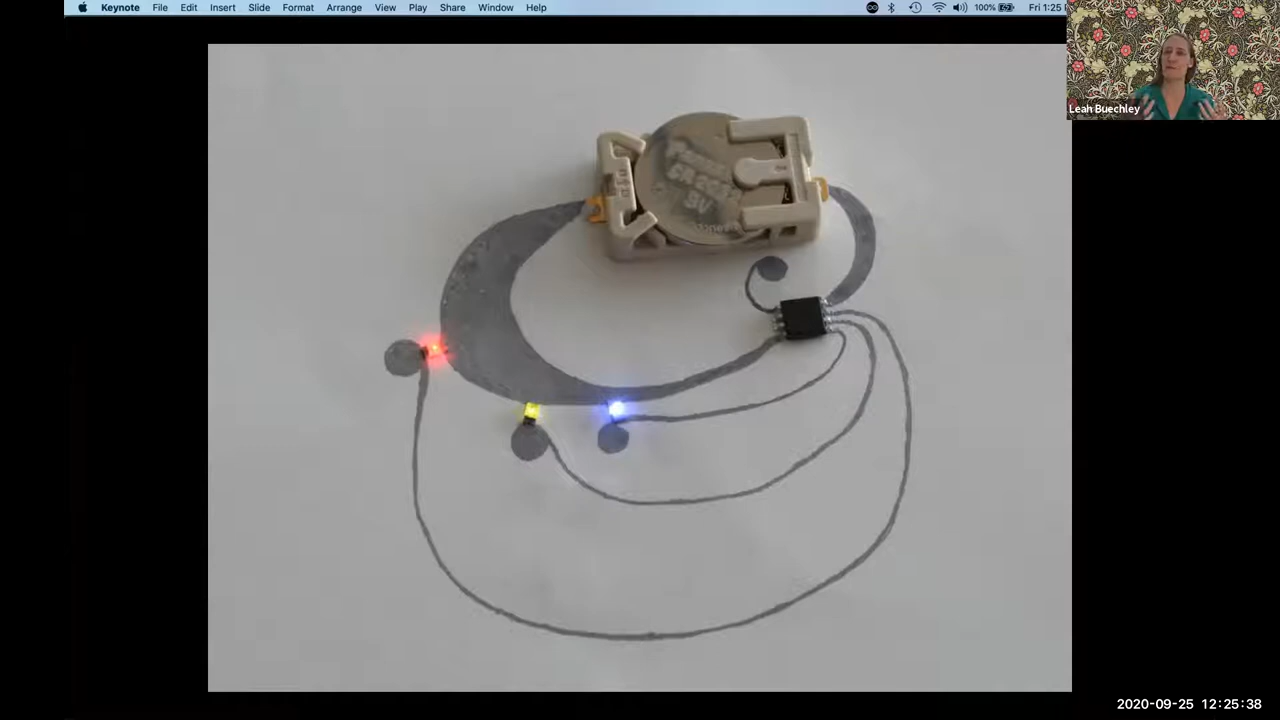 Keynote File Edit Insert Slide Format Arrange View Play Share Window Help 100% Fri 1:25
Leah Buechley
3V
2020-09-25 12:25:38